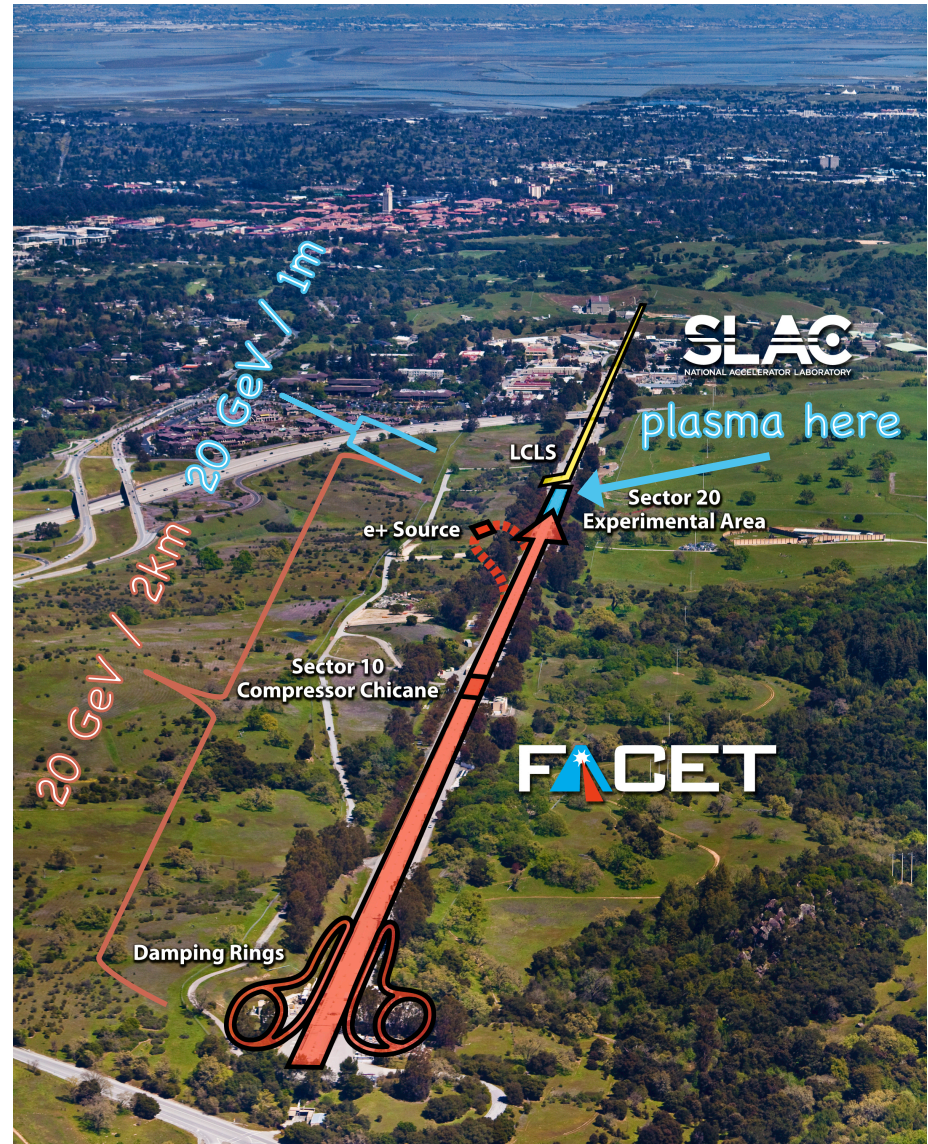 20 GeV / 1m
SLAC
NATIONAL ACCELERATOR LABORATORY
plasma here
LCLS
Sector 20
Experimental Area
e+ Source
20 GeV / 2km
Sector 10
Compressor Chicane
FACET
Damping Rings